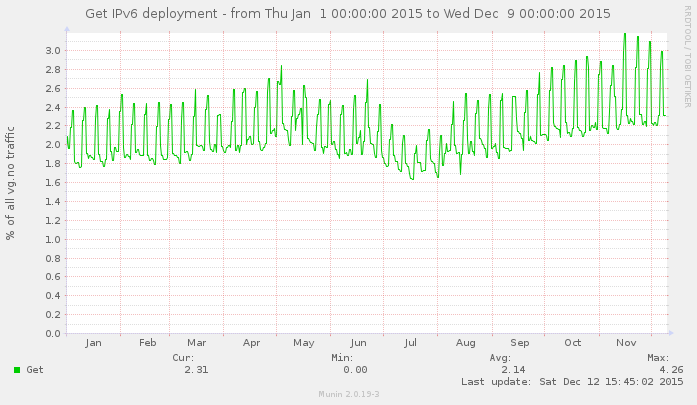 Get IPv6 deployment - from Thu Jan  1 00:00:00 2015 to Wed Dec  9 00:00:00 2015
RRDTOOL / TOBI OETIKER
% of all vg.no traffic
3.0
2.8
2.6
2.4
2.2
2.0
1.8
1.6
1.4
1.2
1.0
0.8
0.6
0.4
0.2
0.0
Jan Feb Mar Apr May Jun Jul Aug Sep Oct Nov
Cur: Min: Avg: Max:
Get 2.31 0.00 2.14 4.26
Last update: Sat Dec 12 15:45:02 2015
Munin 2.0.19-3